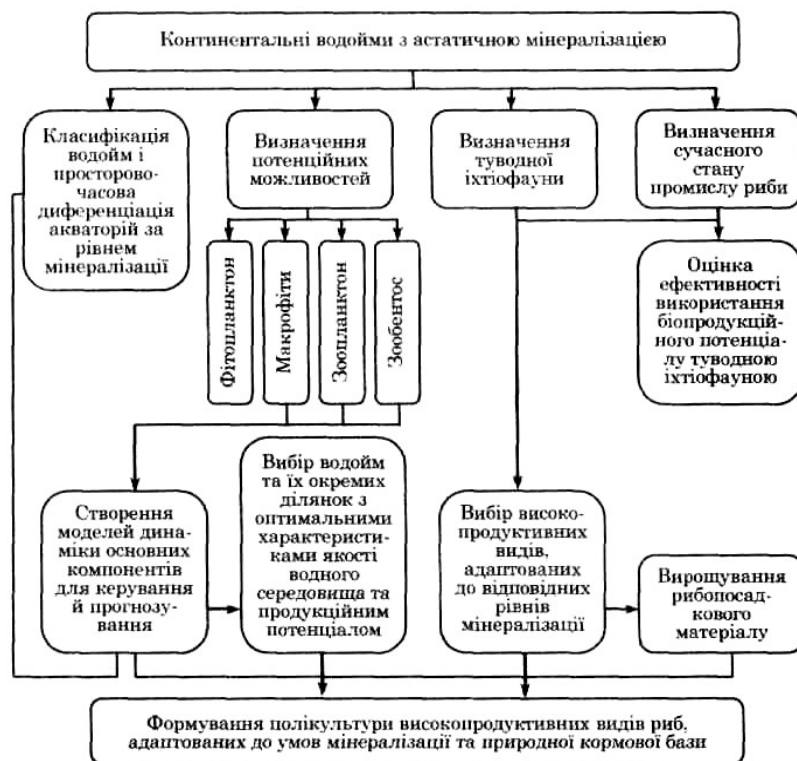 Континентальні водойми з астатичною мінералізацією
Класифікація
водойм і
просторово-
часова
диференціація
акваторій за
рівнем
мінералізації
Визначення
потенційних
можливостей
Визначення
туводної
іхтіофауни
Визначення
сучасного
стану
промислу риби
Фітопланктон
Макрофіти
Зоопланктон
Зообентос
Оцінка
ефективності
використання
біопродукцій-
ного потенціа-
лу туводною
іхтіофауною
Створення
моделей дина-
міки основних
компонентів
для керування
й прогнозу-
вання
Вибір водойм
та їх окремих
ділянок з
оптимальними
характеристи-
ками якості
водного
середовища та
продукційним
потенціалом
Вибір високо-
продуктивних
видів,
адаптованих
до відповідних
рівнів
мінералізації
Вирощування
рибопосад-
кового
матеріалу
Формування полікультури високопродуктивних видів риб,
адаптованих до умов мінералізації та природної кормової бази